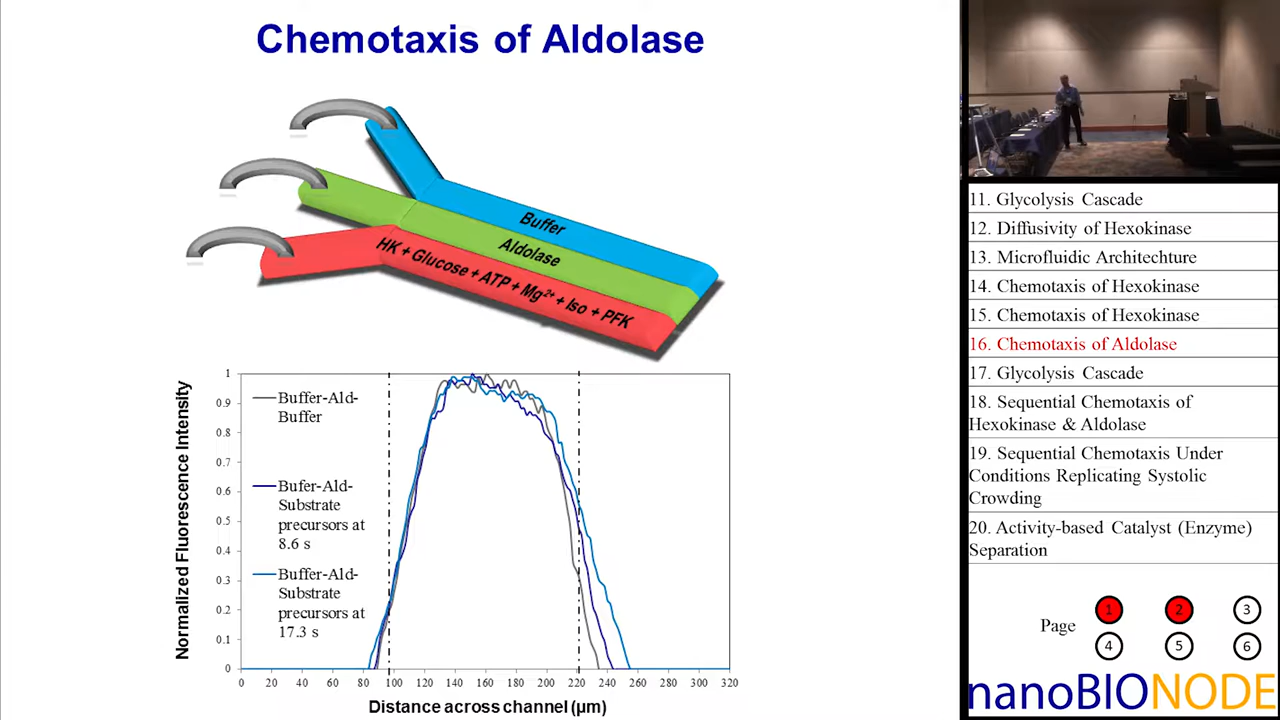 Chemotaxis of Aldolase
Buffer
Aldolase
HK + Glucose + ATP + Mg2+ + Iso + PFK
Normalized Fluorescence Intensity
1
0.9
0.8
0.7
0.6
0.5
0.4
0.3
0.2
0.1
0
Buffer-Ald-
Buffer
Bufer-Ald-
Substrate
precursors at
8.6 s
Buffer-Ald-
Substrate
precursors at
17.3 s
0 20 40 60 80 100 120 140 160 180 200 220 240 260 280 300 320
Distance across channel (μm)
11. Glycolysis Cascade
12. Diffusivity of Hexokinase
13. Microfluidic Architechture
14. Chemotaxis of Hexokinase
15. Chemotaxis of Hexokinase
16. Chemotaxis of Aldolase
17. Glycolysis Cascade
18. Sequential Chemotaxis of
Hexokinase & Aldolase
19. Sequential Chemotaxis Under
Conditions Replicating Systolic
Crowding
20. Activity-based Catalyst (Enzyme)
Separation
Page
1 2 3
4 5 6
nanoBIONODE